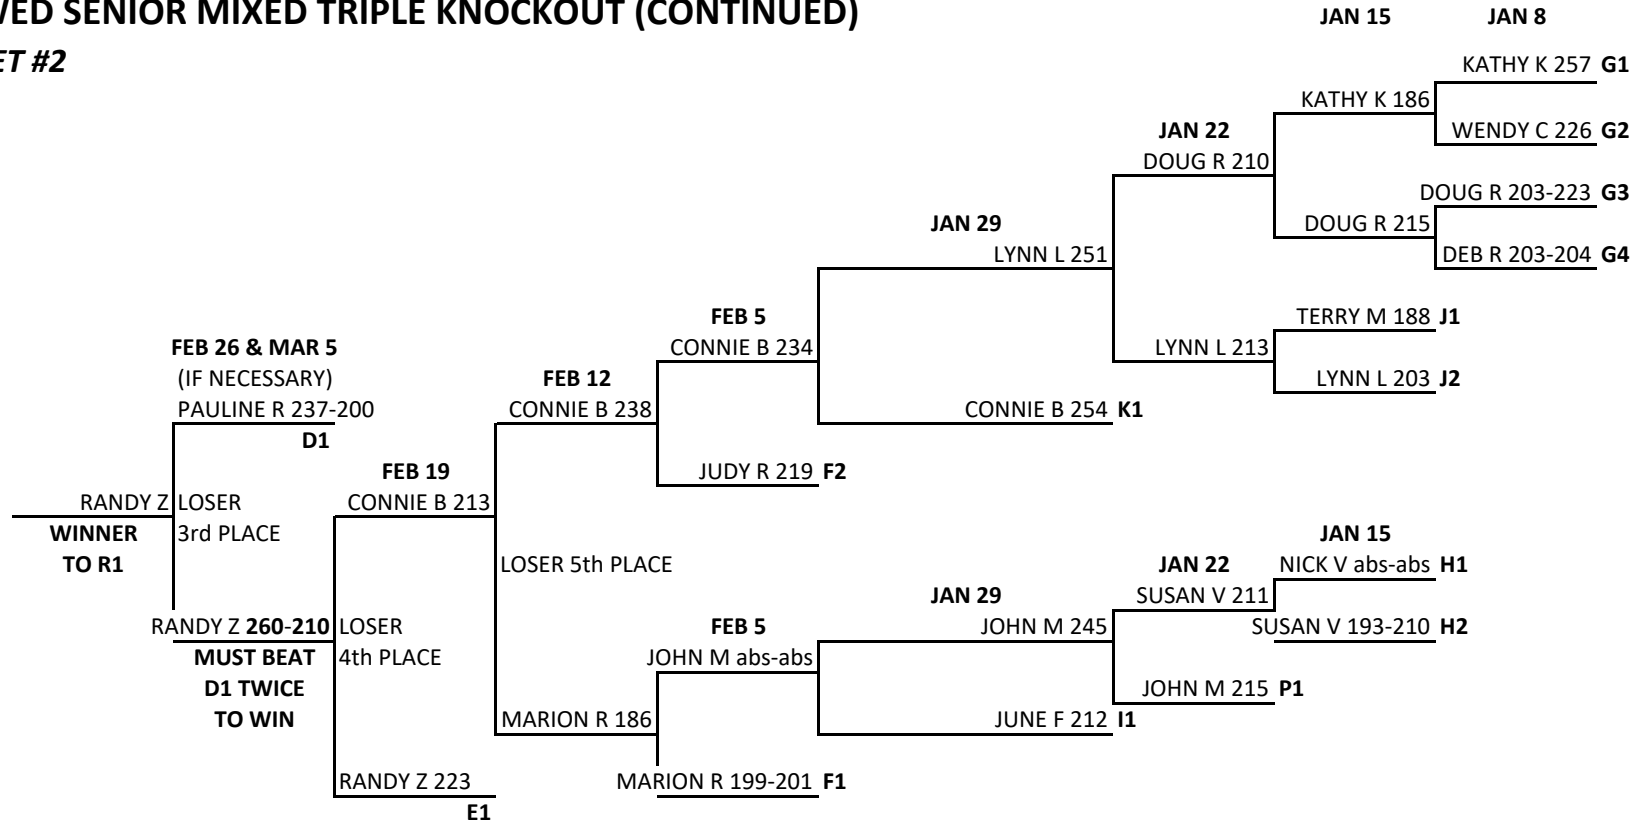 WED SENIOR MIXED TRIPLE KNOCKOUT (CONTINUED)
JAN 15 JAN 8
ET #2
KATHY K 257 G1
KATHY K 186
JAN 22 WENDY C 226 G2
DOUG R 210
DOUG R 203-223 G3
JAN 29 DOUG R 215
LYNN L 251 DEB R 203-204 G4
FEB 5 TERRY M 188 J1
FEB 26 & MAR 5 CONNIE B 234 LYNN L 213
(IF NECESSARY) FEB 12 LYNN L 203 J2
PAULINE R 237-200 CONNIE B 238 CONNIE B 254 K1
D1
FEB 19 JUDY R 219 F2
RANDY Z LOSER CONNIE B 213
WINNER 3rd PLACE JAN 15
TO R1 LOSER 5th PLACE JAN 22 NICK V abs-abs H1
JAN 29 SUSAN V 211
RANDY Z 260-210 LOSER FEB 5 JOHN M 245 SUSAN V 193-210 H2
MUST BEAT 4th PLACE JOHN M abs-abs
D1 TWICE JOHN M 215 P1
TO WIN MARION R 186 JUNE F 212 I1
RANDY Z 223 MARION R 199-201 F1
E1